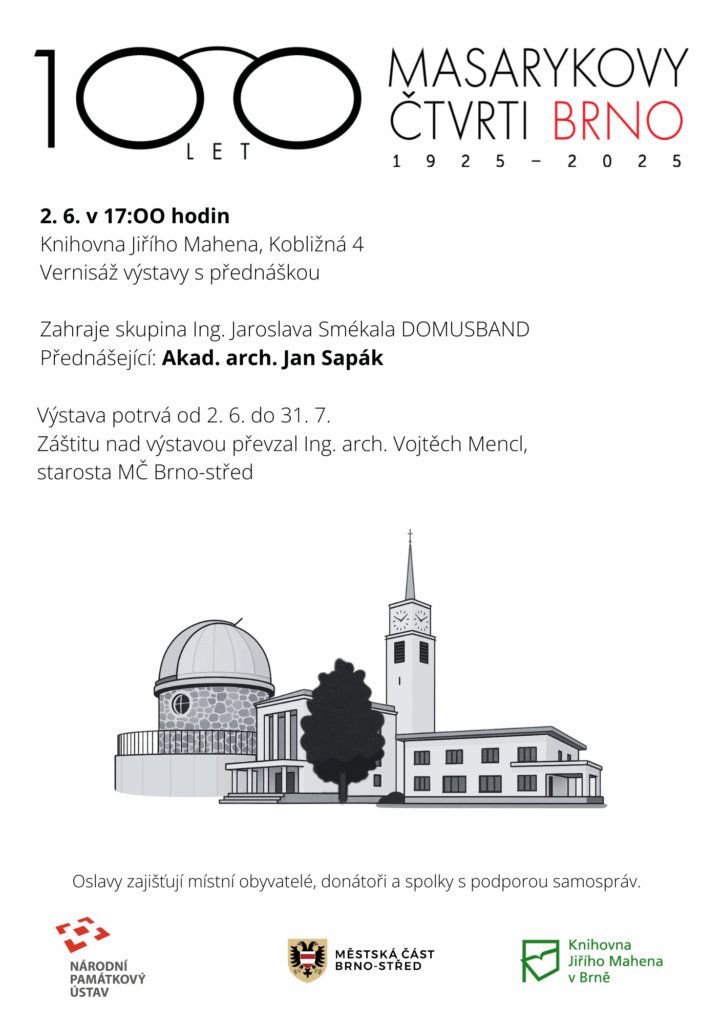 100
LET
MASARYKOVY
ČTVRTI BRNO
1925–2025
2. 6. v 17:OO hodin
Knihovna Jiřího Mahena, Kobližná 4
Vernisáž výstavy s přednáškou
Zahraje skupina Ing. Jaroslava Smékala DOMUSBAND
Přednášející: Akad. arch. Jan Sapák
Výstava potrvá od 2. 6. do 31. 7.
Záštitu nad výstavou převzal Ing. arch. Vojtěch Mencl,
starosta MČ Brno-střed
Oslavy zajišťují místní obyvatelé, donátoři a spolky s podporou samospráv.
NÁRODNÍ
PAMÁTKOVÝ
ÚSTAV
MĚSTSKÁ ČÁST
BRNO-STŘED
Knihovna
Jiřího Mahena
v Brně